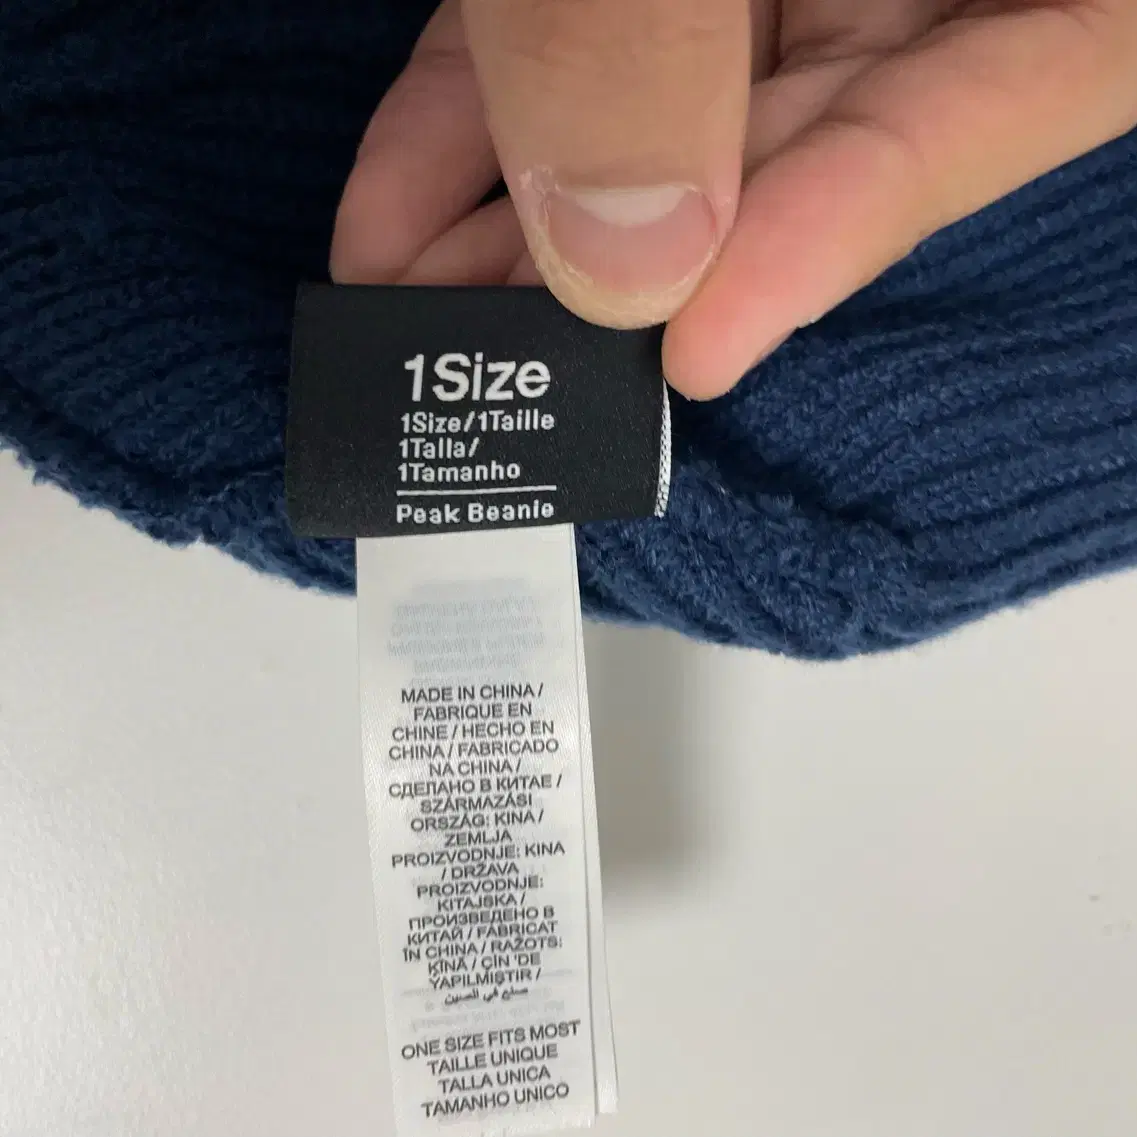 1Size
1Size/1Taille
1Talla/
1Tamanho
Peak Beanie
MADE IN CHINA /
FABRIQUE EN
CHINE / HECHO EN
CHINA / FABRICADO
NA CHINA /
СДЕЛАНО В КИТАЕ /
SZÁRMAZÁSI
ORSZÁG: KINA /
ZEMLJA
PROIZVODNJE: KINA
/ DRŽAVA
PROIZVODNJE:
KITAJSKA /
ПРОИЗВЕДЕНО В
КИТАЙ / FABRICAT
ÎN CHINA / RAŽOTS:
ĶĪNĀ / ÇİN 'DE
YAPILMIŞTIR /
صنع في الصين
ONE SIZE FITS MOST
TAILLE UNIQUE
TALLA UNICA
TAMANHO UNICO